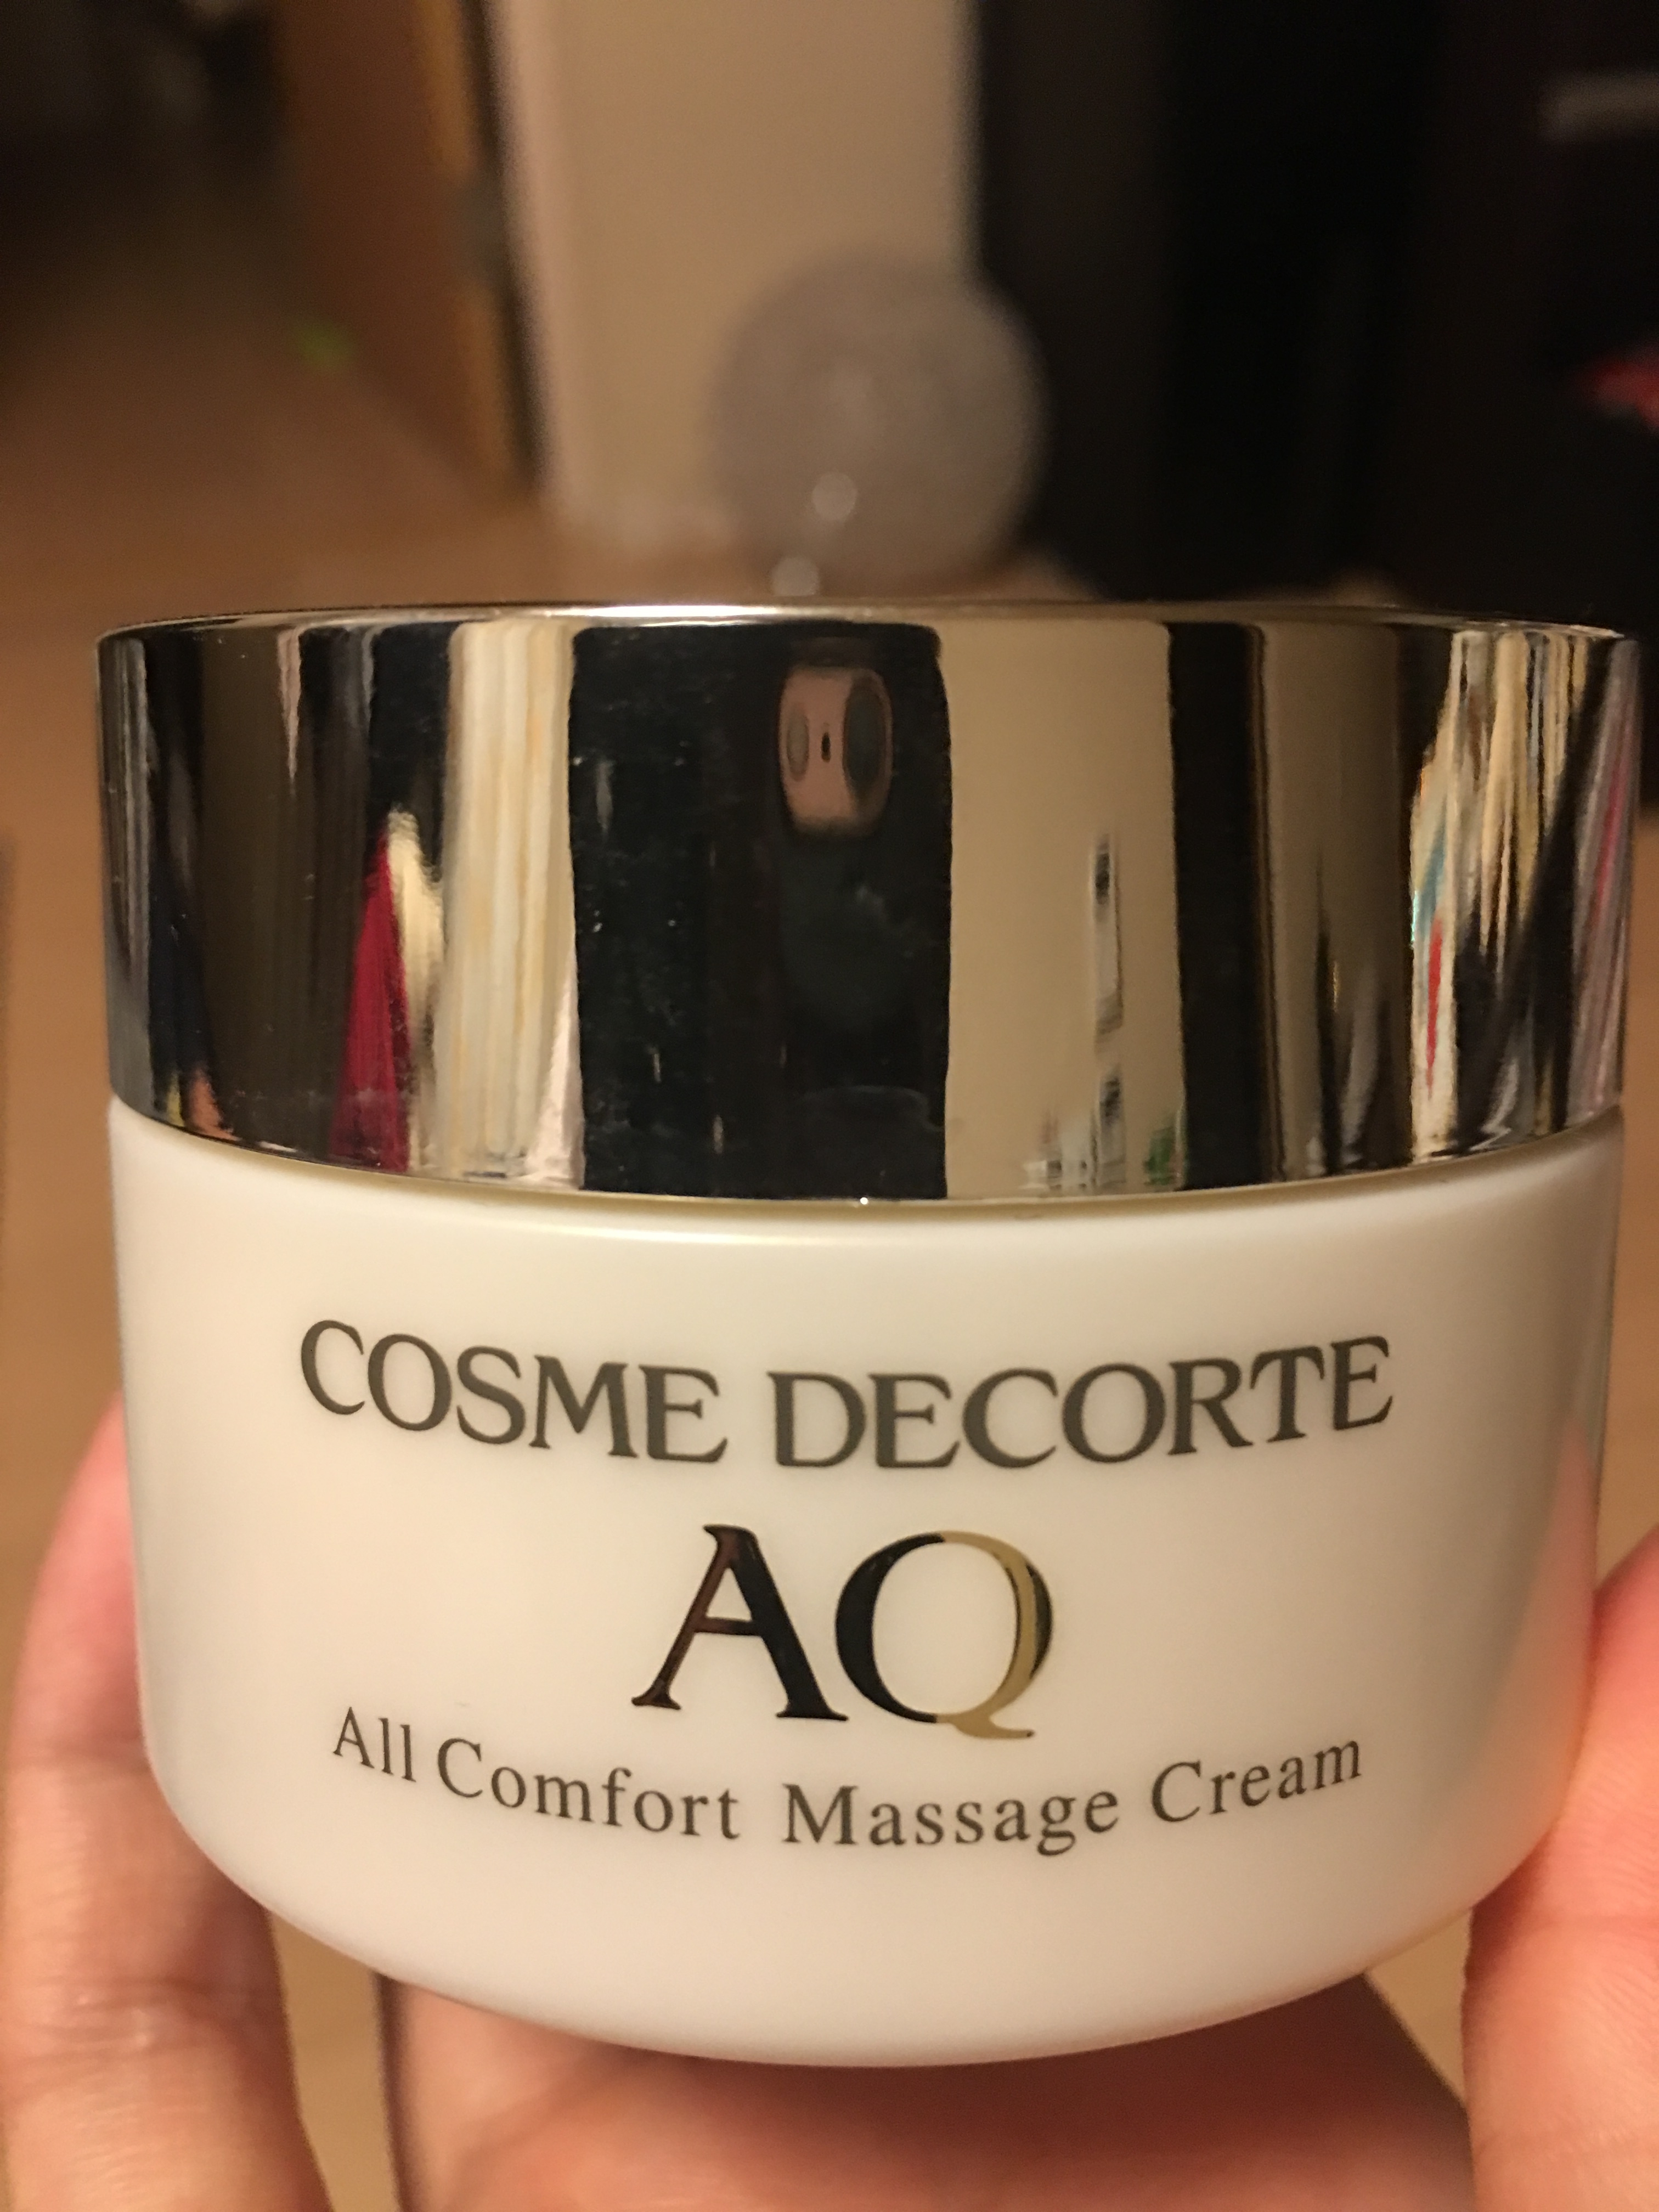 COSME DECORTE
AQ
All Comfort Massage Cream